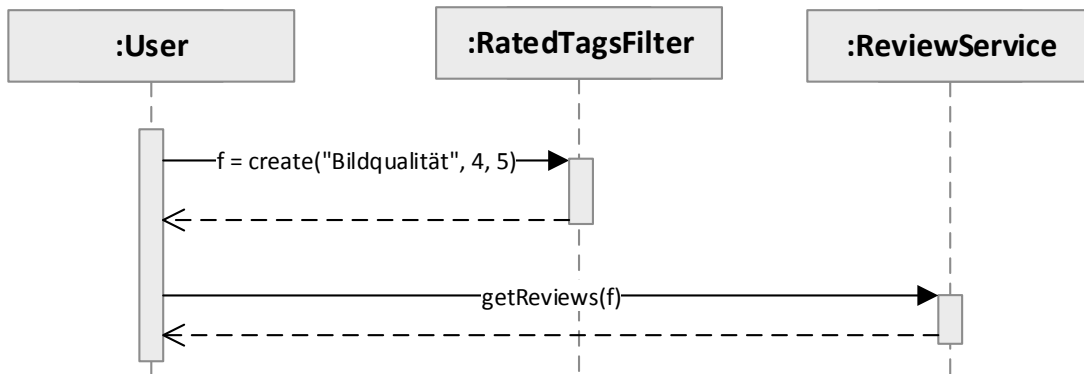 :User
:RatedTagsFilter
:ReviewService
f = create("Bildqualität", 4, 5)
getReviews(f)